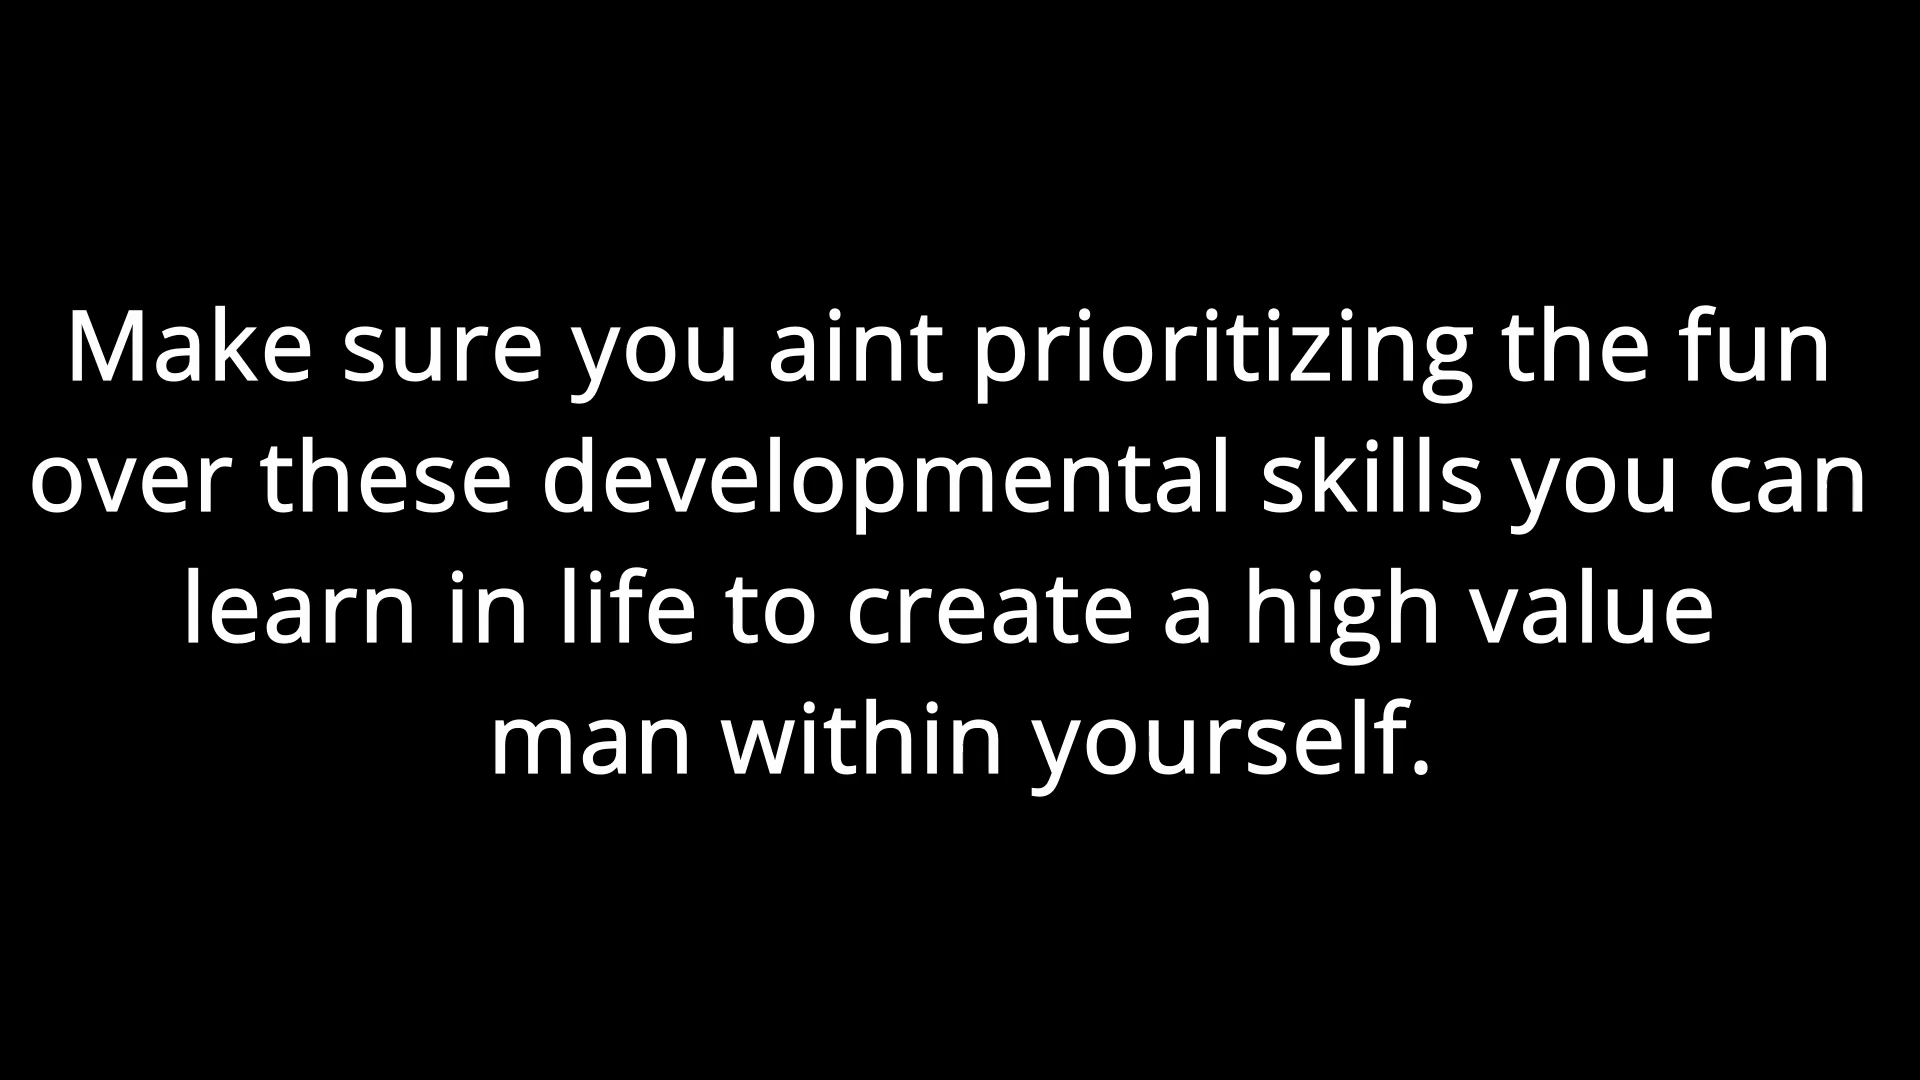 Make sure you aint prioritizing the fun
over these developmental skills you can
learn in life to create a high value
man within yourself.